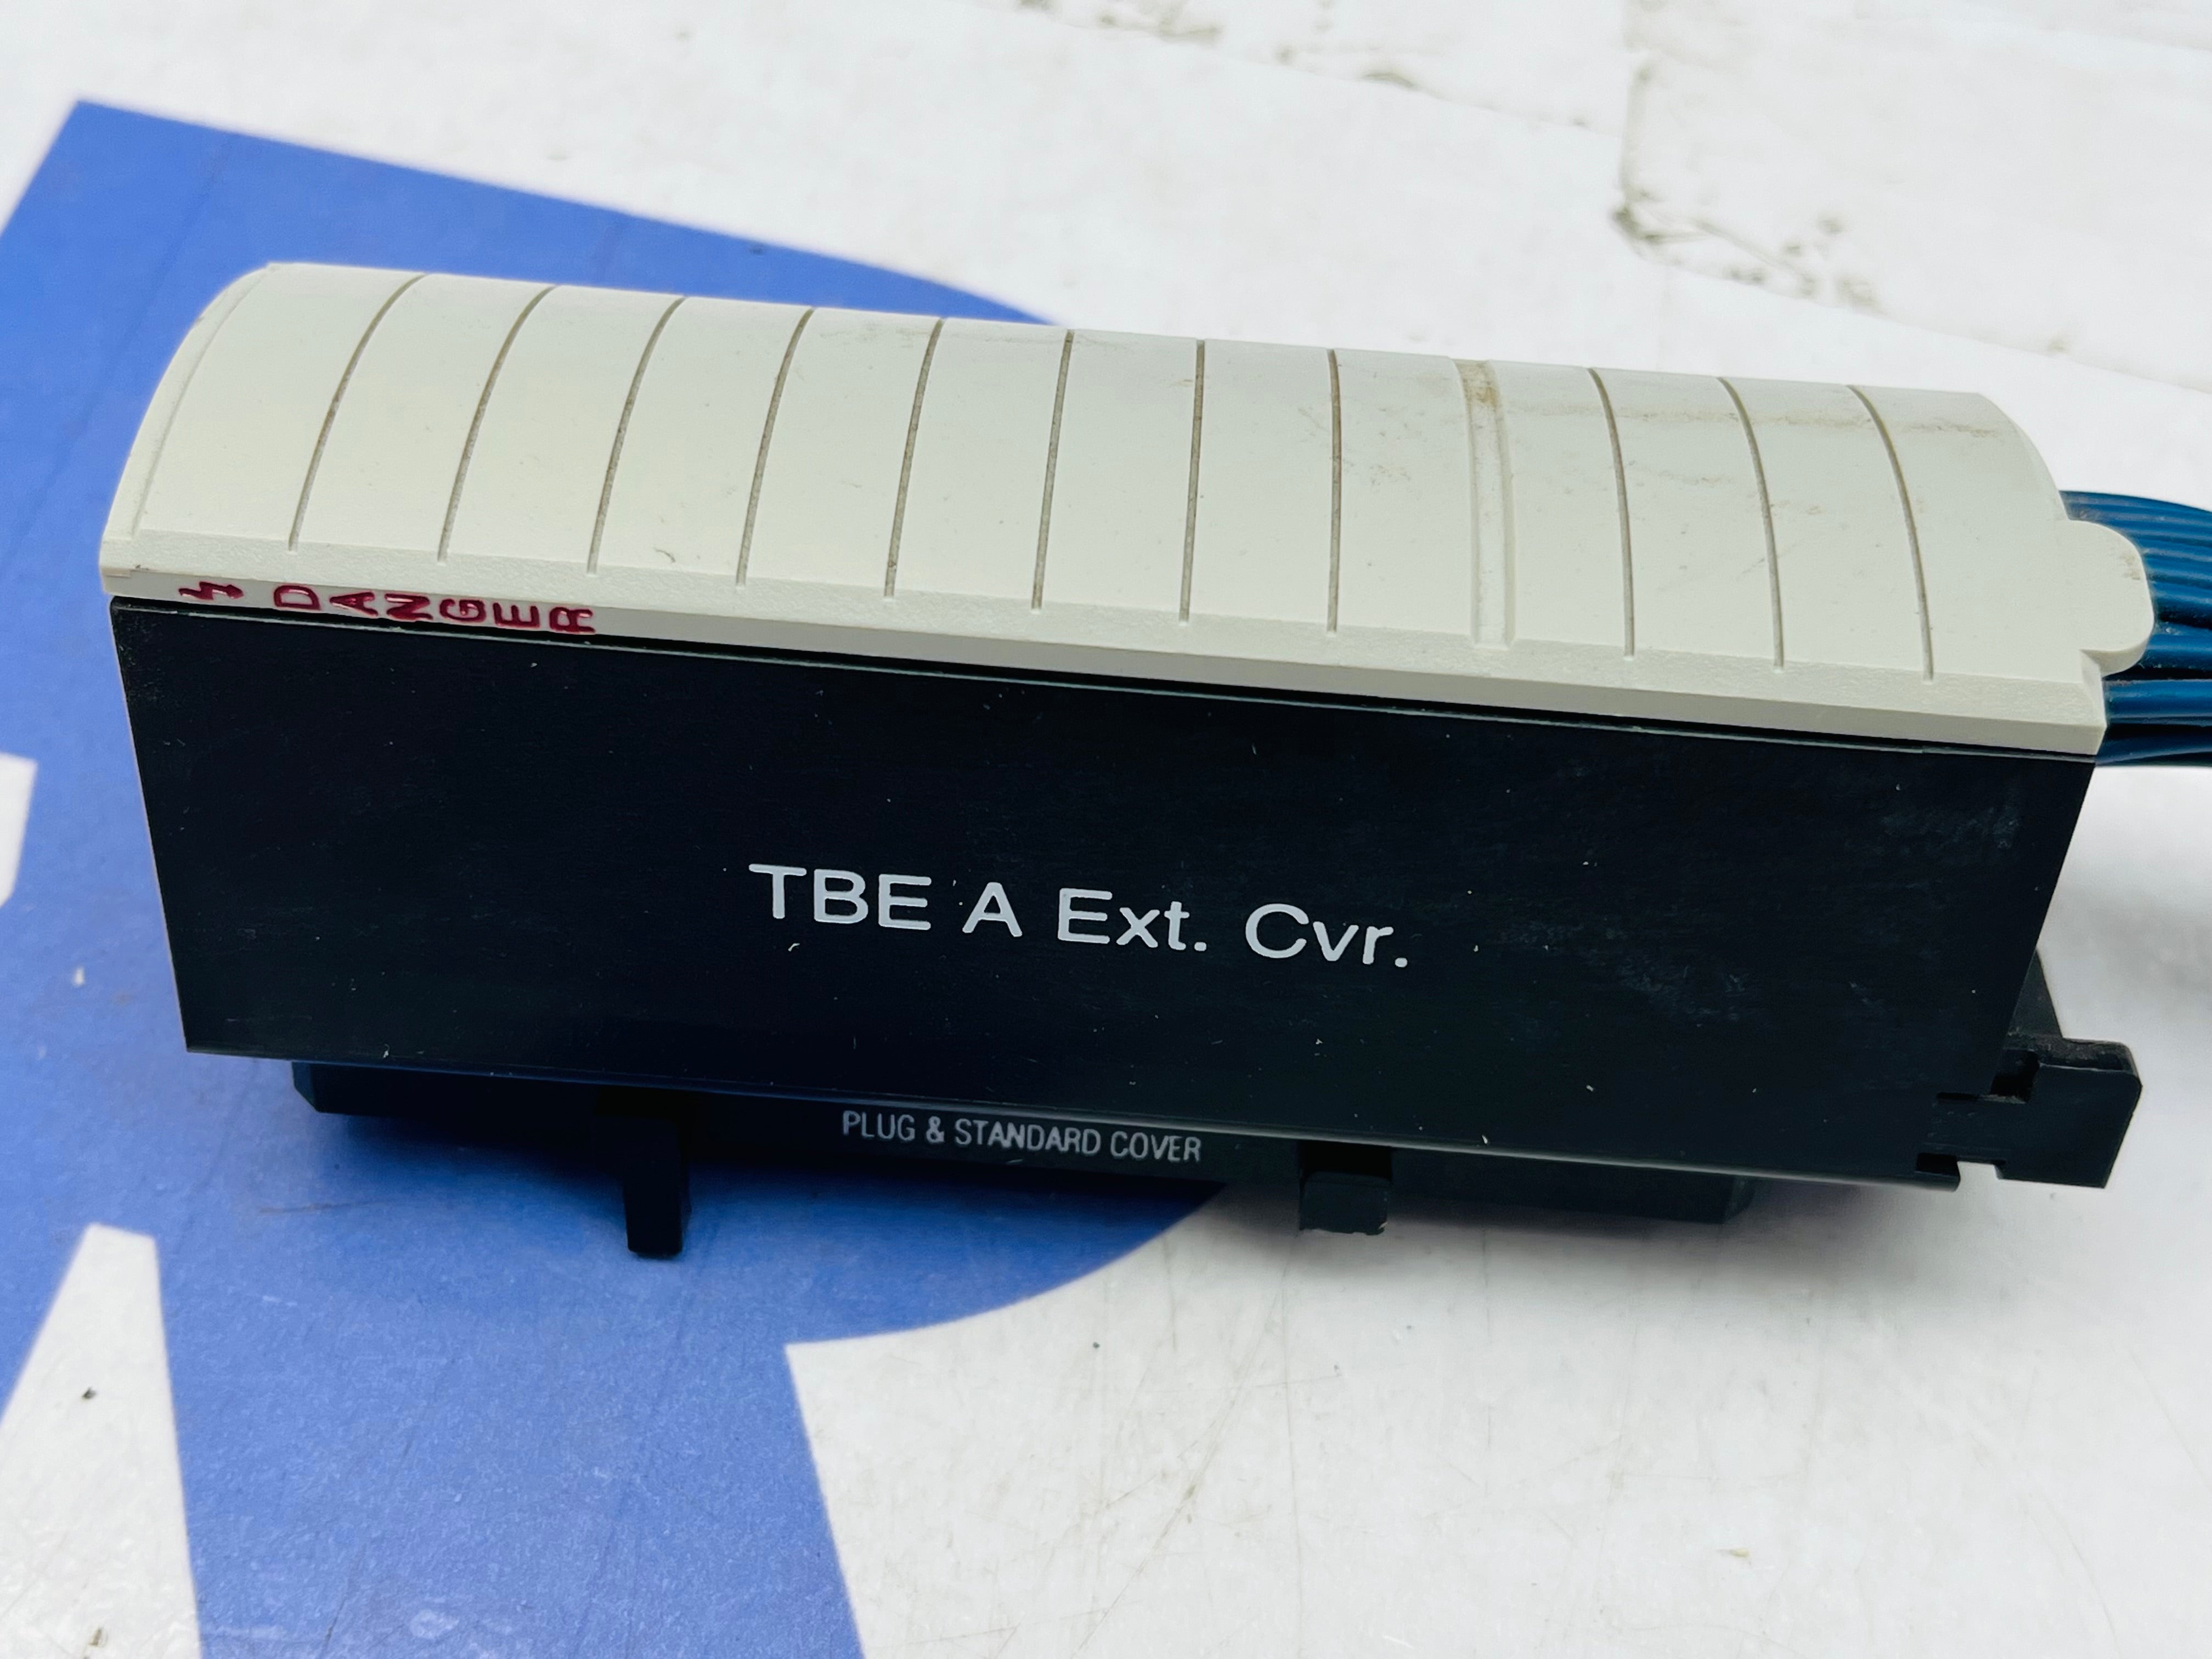 DANGER
TBE A Ext. Cvr.
PLUG & STANDARD COVER